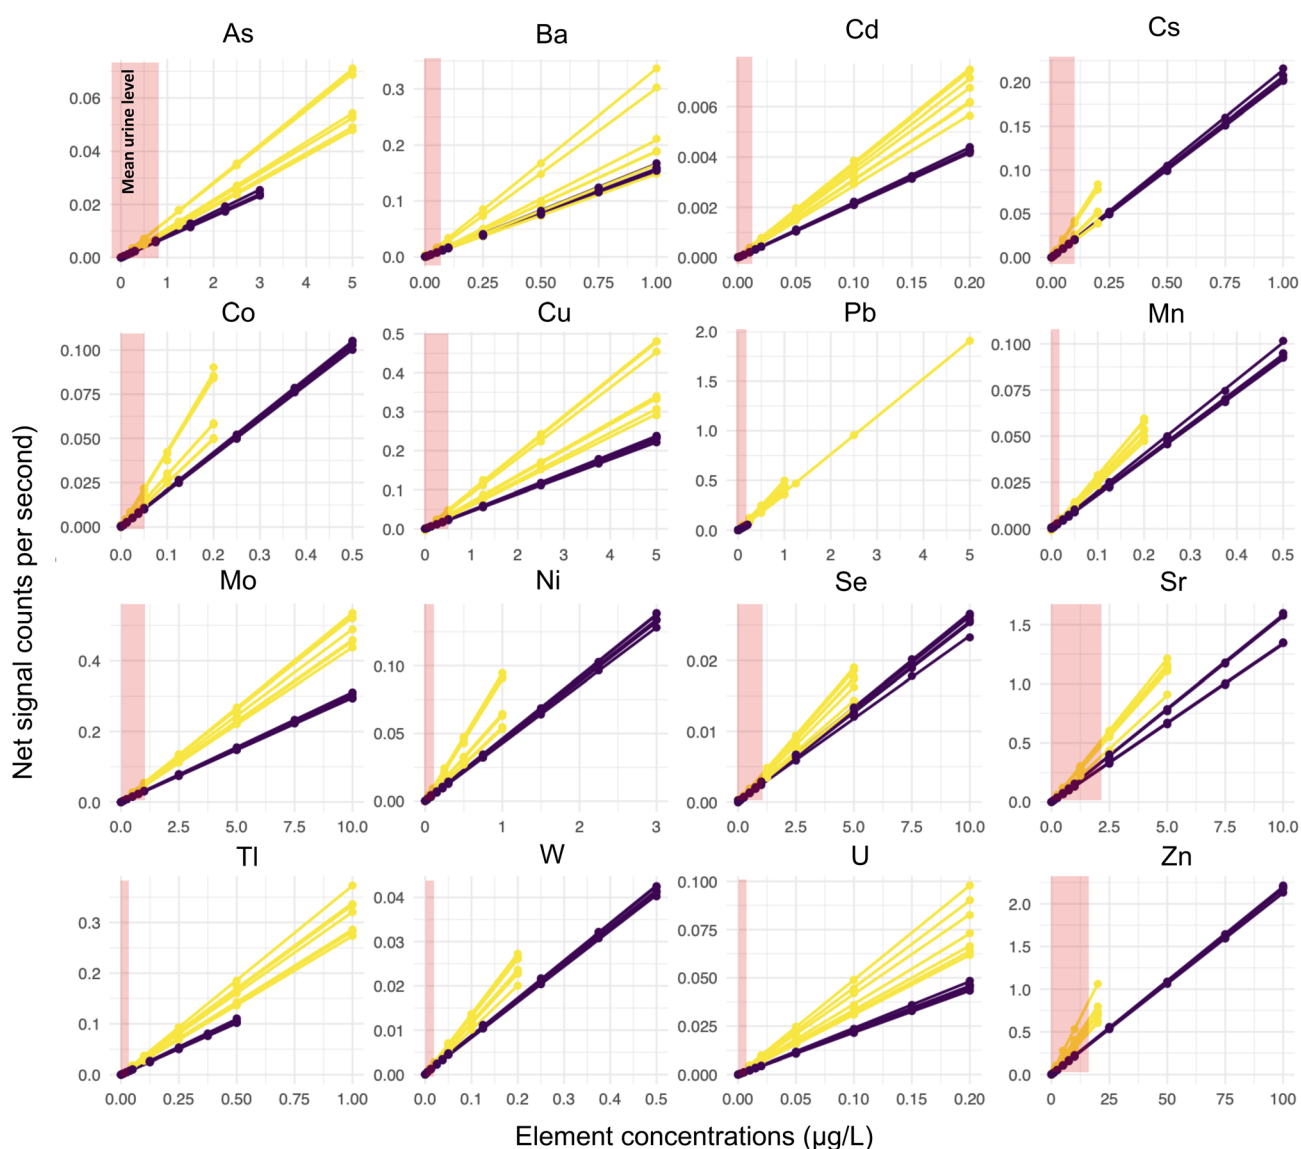 As Ba Cd Cs
Mean urine level
0.06 0.3 0.006 0.20
0.04 0.2 0.004 0.15
0.02 0.1 0.002 0.10
0.00 0.0 0.000 0.05
0.00
0 1 2 3 4 5 0.00 0.25 0.50 0.75 1.00 0.00 0.05 0.10 0.15 0.20 0.00 0.25 0.50 0.75 1.00
Co Cu Pb Mn
0.100 0.5 2.0 0.100
0.075 0.4 1.5 0.075
0.050 0.3 1.0 0.050
0.025 0.2 0.5 0.025
0.000 0.1 0.0 0.000
0.0
0.0 0.1 0.2 0.3 0.4 0.5 0 1 2 3 4 5 0 1 2 3 4 5 0.0 0.1 0.2 0.3 0.4 0.5
Net signal counts per second)
Mo Ni Se Sr
0.4 0.10 0.02 1.5
0.2 0.05 0.01 1.0
0.0 0.00 0.00 0.5
0.0
0.0 2.5 5.0 7.5 10.0 0 1 2 3 0.0 2.5 5.0 7.5 10.0 0.0 2.5 5.0 7.5 10.0
Tl W U Zn
0.3 0.04 0.100 2.0
0.2 0.03 0.075 1.5
0.1 0.02 0.050 1.0
0.0 0.01 0.025 0.5
0.00 0.000 0.0
0.00 0.25 0.50 0.75 1.00 0.0 0.1 0.2 0.3 0.4 0.5 0.00 0.05 0.10 0.15 0.20 0 25 50 75 100
Element concentrations (µg/L)